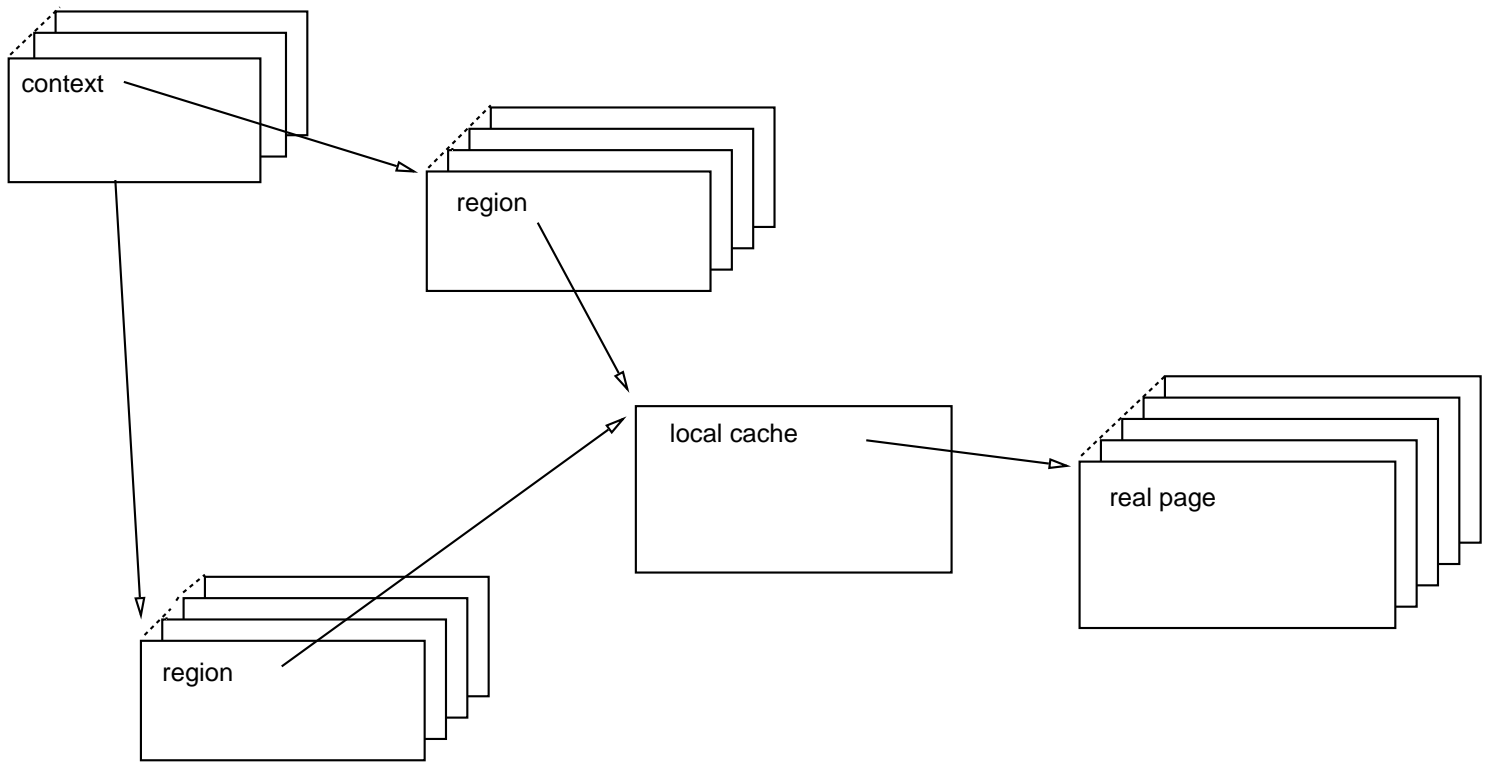 context
region
local cache
real page
region